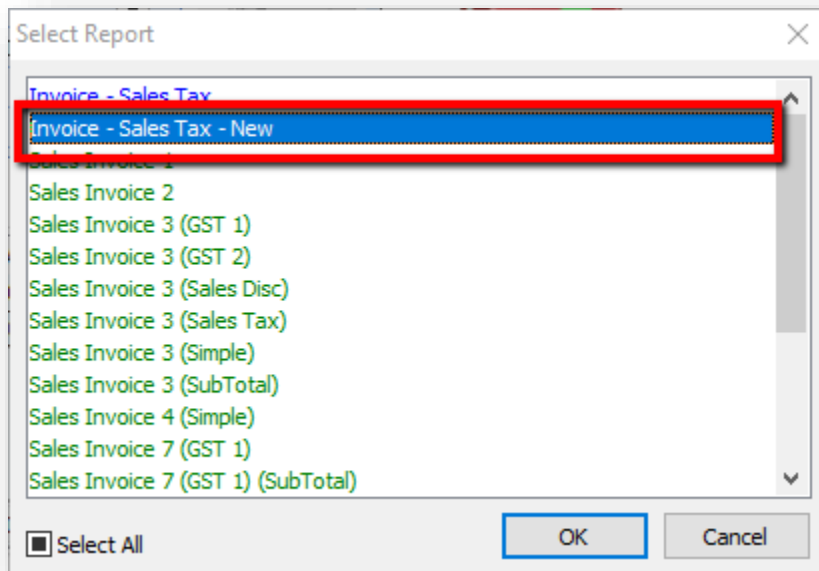 Select Report
Invoice - Sales Tax
Invoice - Sales Tax - New
Sales Invoice 1
Sales Invoice 2
Sales Invoice 3 (GST 1)
Sales Invoice 3 (GST 2)
Sales Invoice 3 (Sales Disc)
Sales Invoice 3 (Sales Tax)
Sales Invoice 3 (Simple)
Sales Invoice 3 (SubTotal)
Sales Invoice 4 (Simple)
Sales Invoice 7 (GST 1)
Sales Invoice 7 (GST 1) (SubTotal)
Select All
OK
Cancel